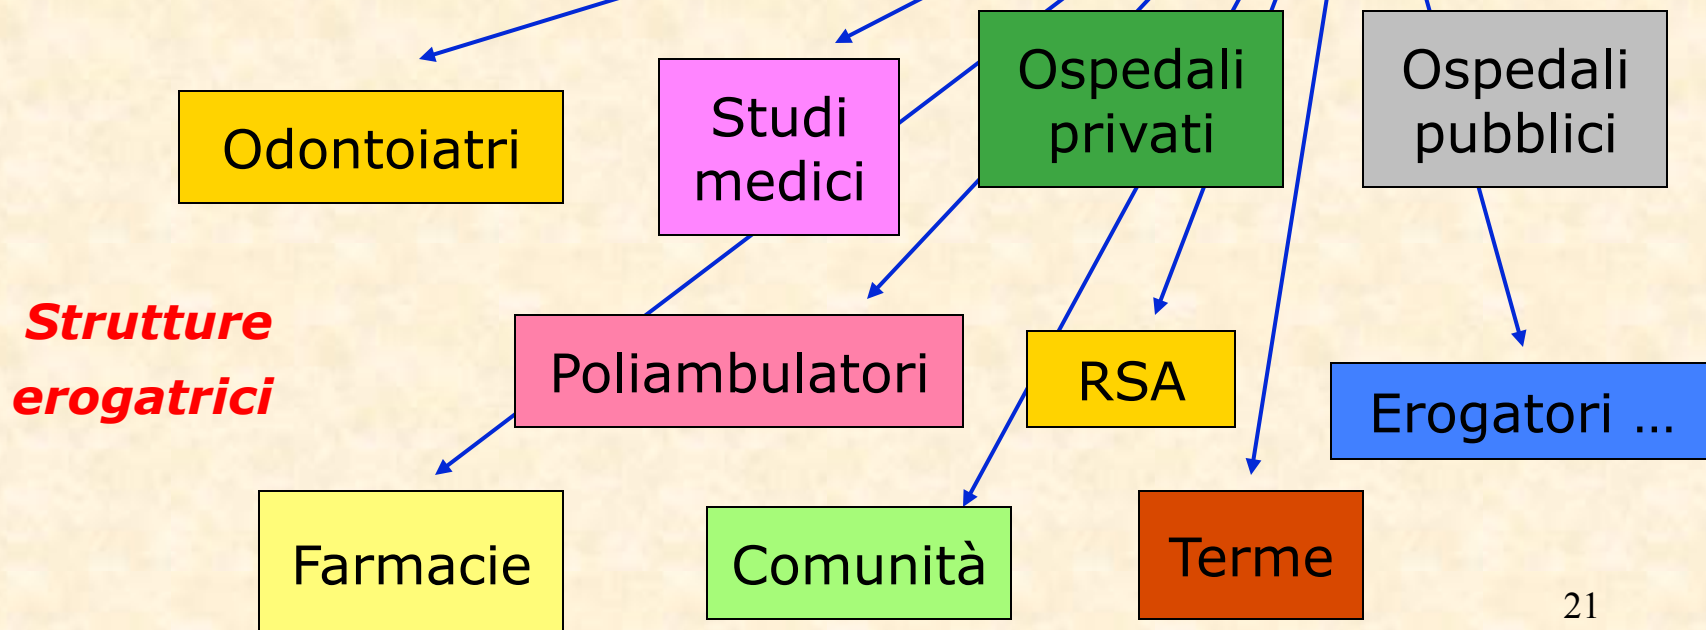 Ospedali
privati
Ospedali
pubblici
Studi
medici
Odontoiatri
Strutture
erogatrici
Poliambulatori
RSA
Erogatori ...
Farmacie
Comunità
Terme
21